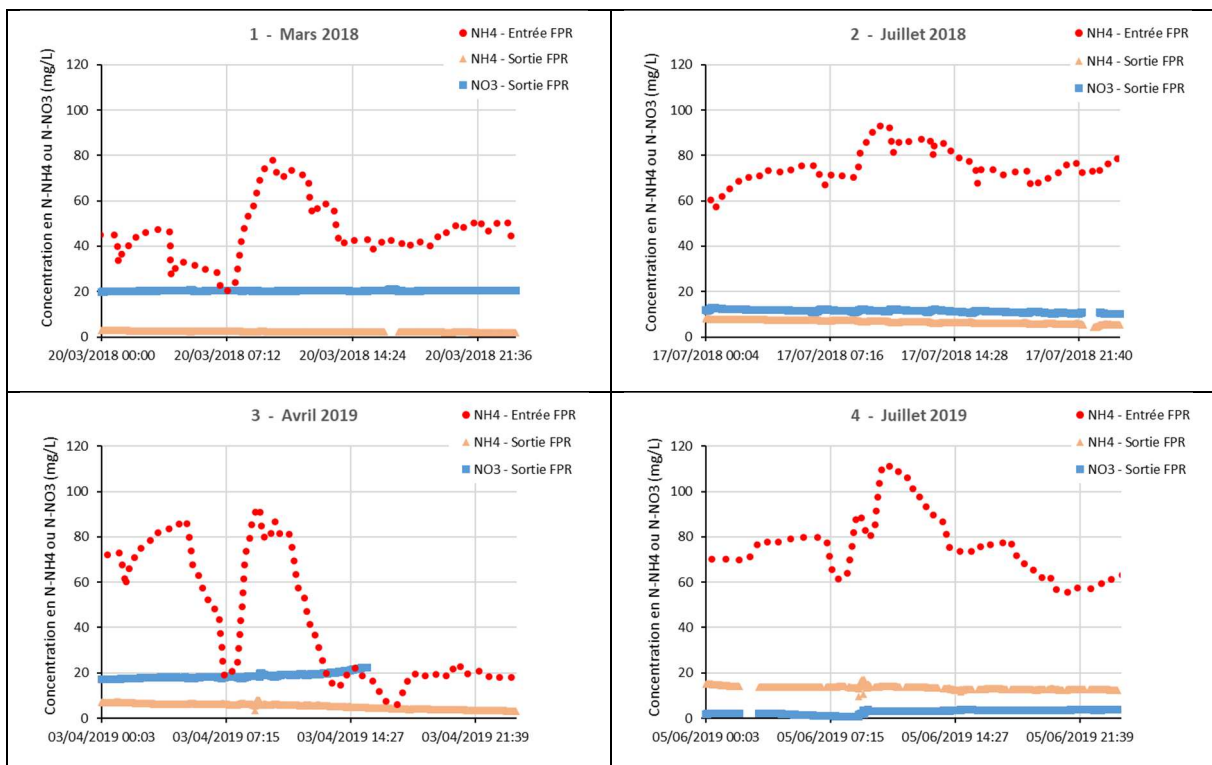 1 - Mars 2018
NH4 - Entrée FPR
NH4 - Sortie FPR
NO3 - Sortie FPR
Concentration en N-NH4 ou N-NO3 (mg/L)
120
100
80
60
40
20
0
20/03/2018 00:00 20/03/2018 07:12 20/03/2018 14:24 20/03/2018 21:36
2 - Juillet 2018
NH4 - Entrée FPR
NH4 - Sortie FPR
NO3 - Sortie FPR
Concentration en N-NH4 ou N-NO3 (mg/L)
120
100
80
60
40
20
0
17/07/2018 00:04 17/07/2018 07:16 17/07/2018 14:28 17/07/2018 21:40
3 - Avril 2019
NH4 - Entrée FPR
NH4 - Sortie FPR
NO3 - Sortie FPR
Concentration en N-NH4 ou N-NO3 (mg/L)
120
100
80
60
40
20
0
03/04/2019 00:03 03/04/2019 07:15 03/04/2019 14:27 03/04/2019 21:39
4 - Juillet 2019
NH4 - Entrée FPR
NH4 - Sortie FPR
NO3 - Sortie FPR
Concentration en N-NH4 ou N-NO3 (mg/L)
120
100
80
60
40
20
0
05/06/2019 00:03 05/06/2019 07:15 05/06/2019 14:27 05/06/2019 21:39